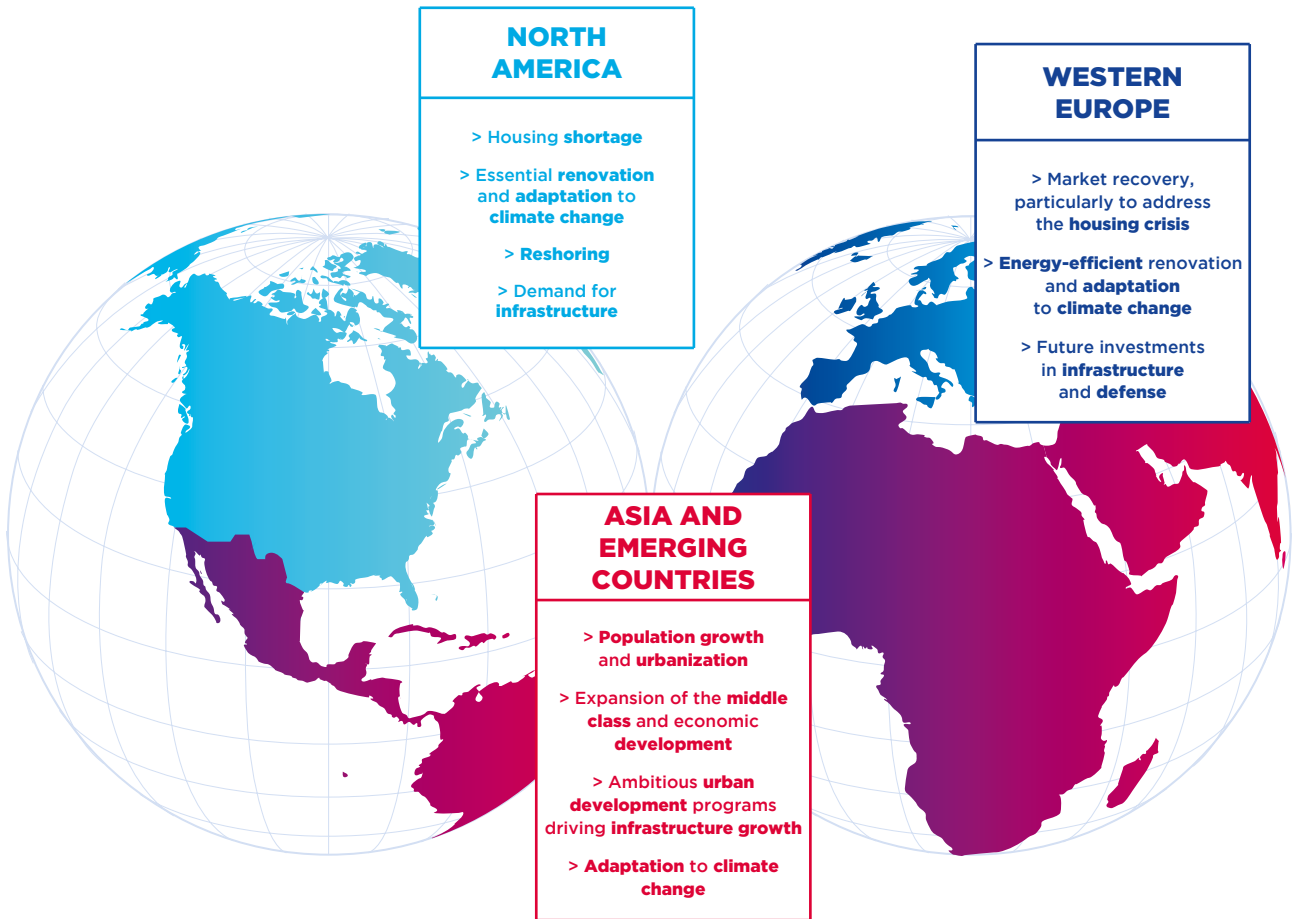 NORTH
AMERICA
> Housing shortage
> Essential renovation
and adaptation to
climate change
> Reshoring
> Demand for
infrastructure
WESTERN
EUROPE
> Market recovery,
particularly to address
the housing crisis
> Energy-efficient renovation
and adaptation
to climate change
> Future investments
in infrastructure
and defense
ASIA AND
EMERGING
COUNTRIES
> Population growth
and urbanization
> Expansion of the middle
class and economic
development
> Ambitious urban
development programs
driving infrastructure growth
> Adaptation to climate
change